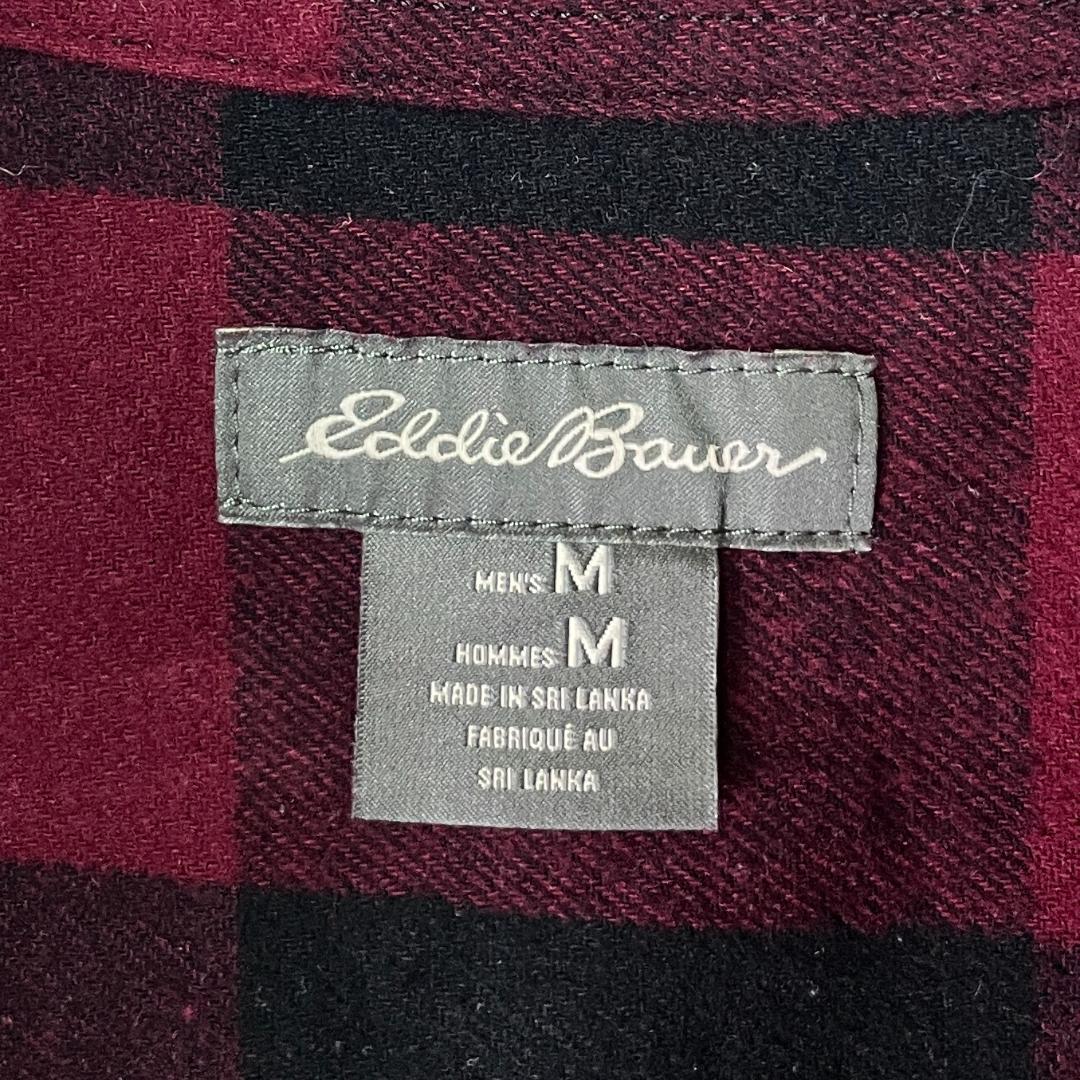 Eddie Bauer
MEN'S M
HOMMES M
MADE IN SRI LANKA
FABRIQUÉ AU
SRI LANKA